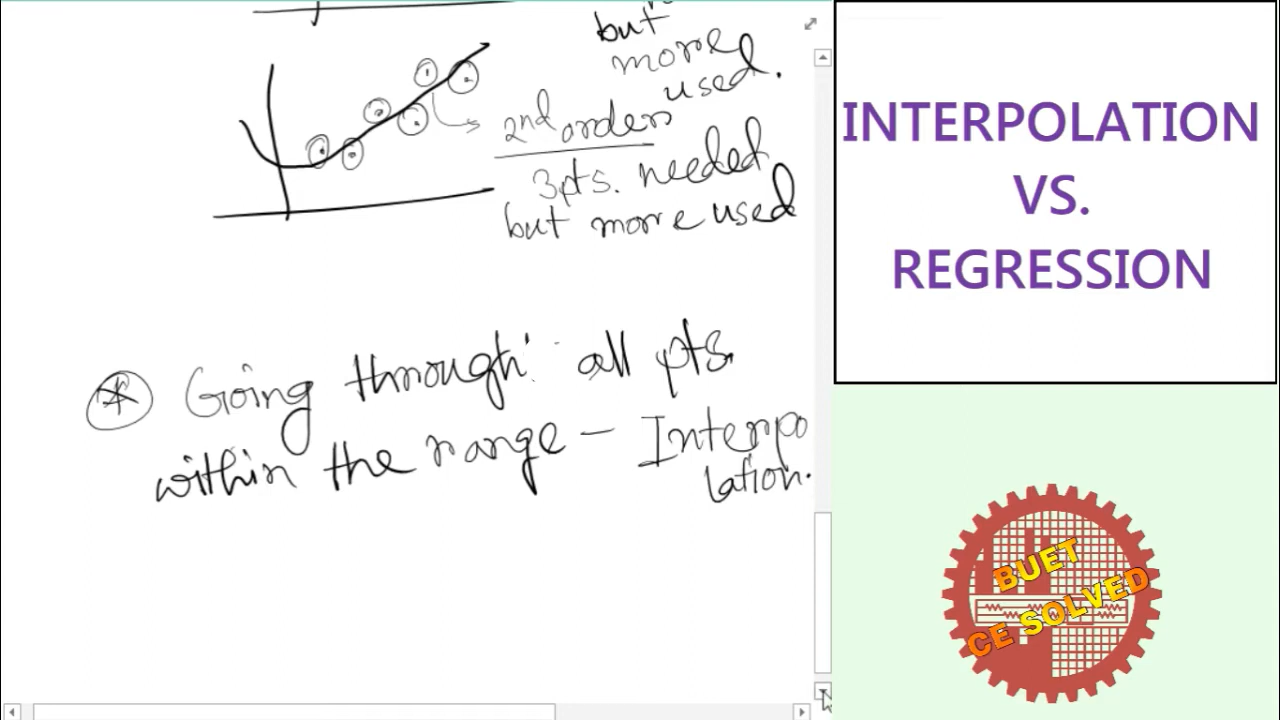 but
more
used.
2nd order
3pts. needed
but more used
Going through all pts.
within the range - Interpo
lation.
INTERPOLATION
VS.
REGRESSION
BUET
CE SOLVED